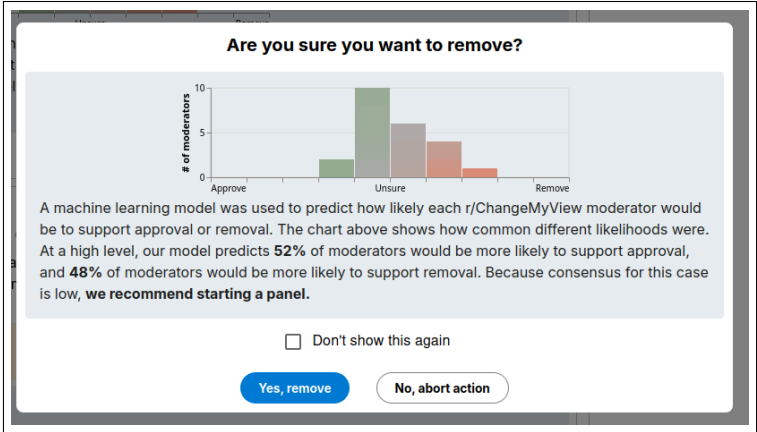 Are you sure you want to remove?
# of moderators
10
5
0
Approve
Unsure
Remove
A machine learning model was used to predict how likely each r/ChangeMyView moderator would
be to support approval or removal. The chart above shows how common different likelihoods were.
At a high level, our model predicts 52% of moderators would be more likely to support approval,
and 48% of moderators would be more likely to support removal. Because consensus for this case
is low, we recommend starting a panel.
Don't show this again
Yes, remove
No, abort action